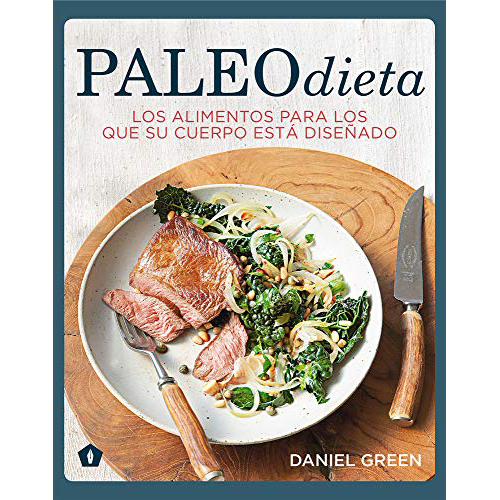 PALEOdieta
LOS ALIMENTOS PARA LOS
QUE SU CUERPO ESTÁ DISEÑADO
DANIEL GREEN